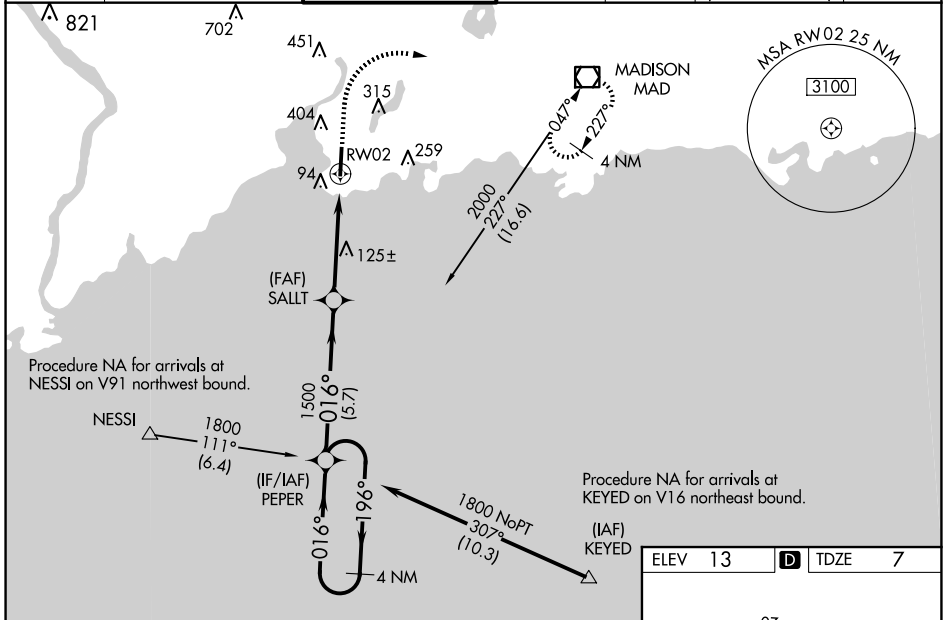 821
702
451
315
404
259
94
RW02
MADISON
MAD
047°
227°
4 NM
2000
227°
(16.6)
MSA RW02 25 NM
3100
125±
(FAF)
SALLT
Procedure NA for arrivals at
NESSI on V91 northwest bound.
NESSI
1800
111°
(6.4)
1500
016°
(5.7)
(IF/IAF)
PEPER
016°
196°
4 NM
1800 NoPT
307°
(10.3)
Procedure NA for arrivals at
KEYED on V16 northeast bound.
(IAF)
KEYED
ELEV 13 D TDZE 7